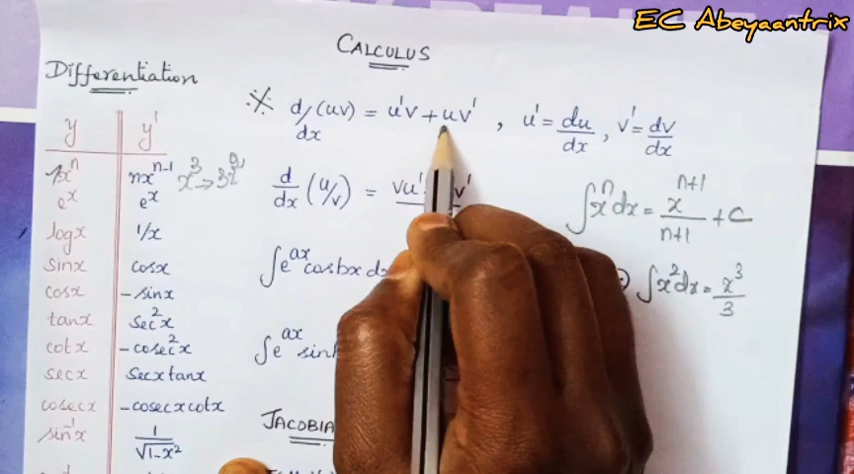 EC Abeyaantrix
CALCULUS
Differentiation
y y'
x^n nx^(n-1) x^3 → 3x^2
e^x e^x
log x 1/x
sin x cos x
cos x -sin x
tan x sec^2 x
cot x -cosec^2 x
sec x sec x tan x
cosec x -cosec x cot x
sin^-1 x 1/√(1-x^2)
※ d/dx (uv) = u'v + uv' , u' = du/dx , v' = dv/dx
d/dx (u/v) = vu' v'
∫x^n dx = x^(n+1)/(n+1) + C
∫e^ax cos bx dx
∫x^2 dx = x^3/3
∫e^ax sin
JACOBIA